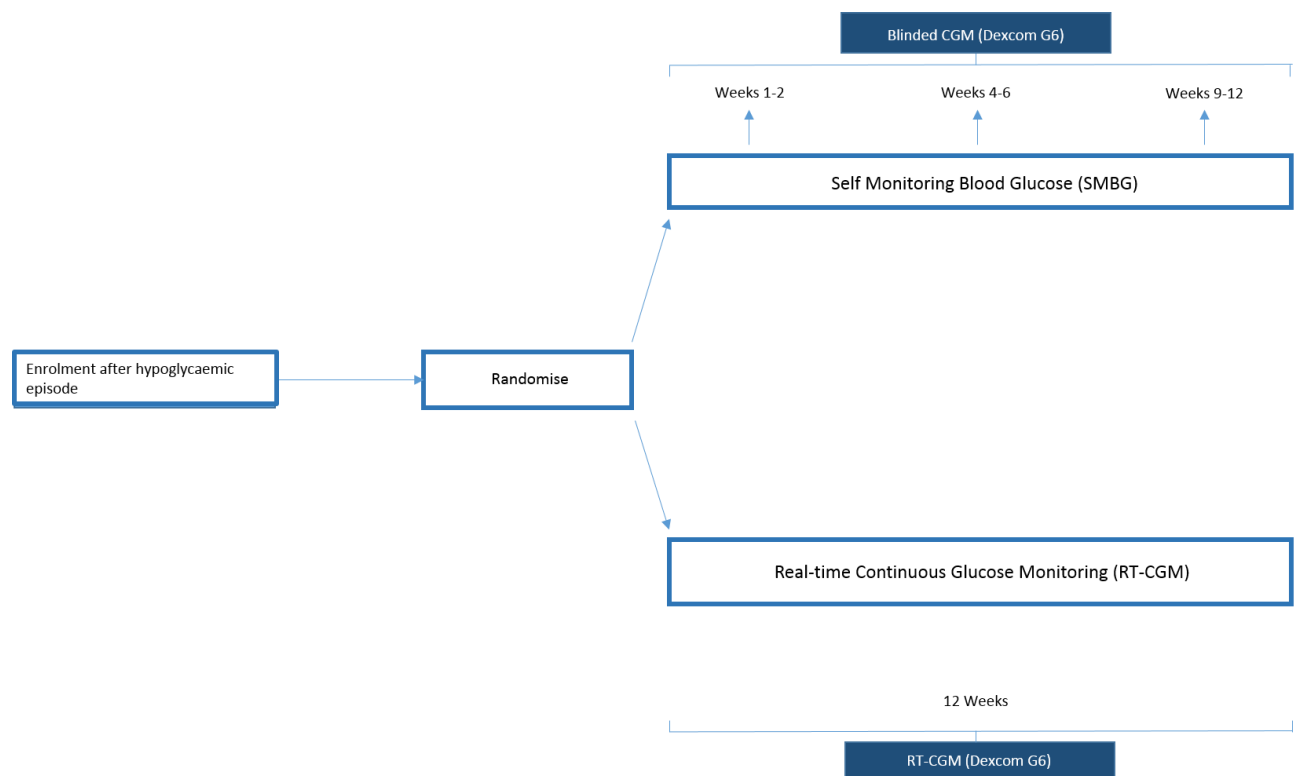 Blinded CGM (Dexcom G6)
Weeks 1-2
Weeks 4-6
Weeks 9-12
Self Monitoring Blood Glucose (SMBG)
Enrolment after hypoglycaemic
episode
Randomise
Real-time Continuous Glucose Monitoring (RT-CGM)
12 Weeks
RT-CGM (Dexcom G6)